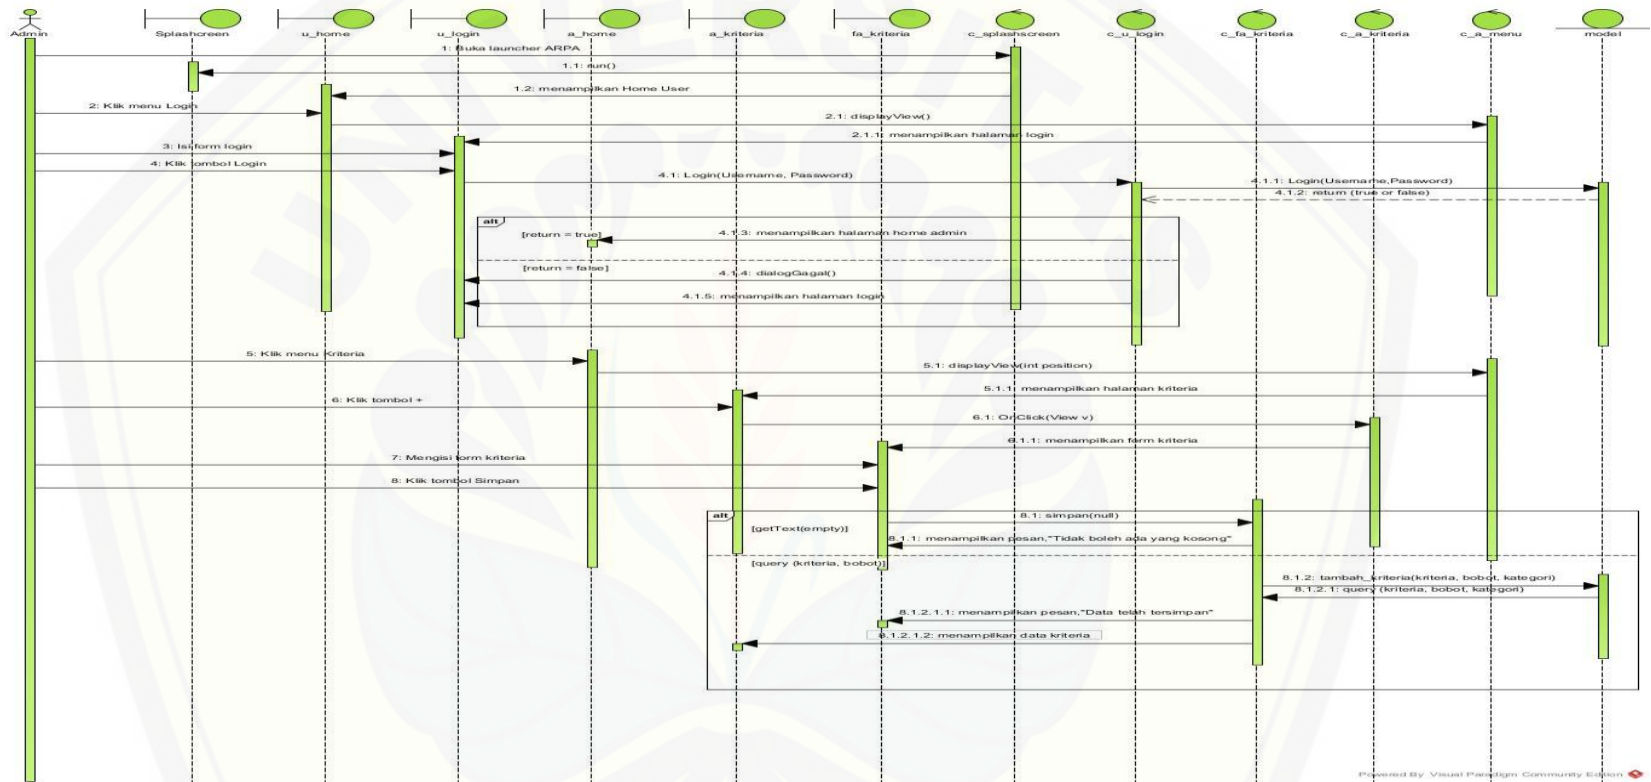 Admin
Splashcreen
u_home
u_login
a_home
a_kriteria
fa_kriteria
c_splashscreen
c_u_login
c_fa_kriteria
c_a_kriteria
c_a_menu
model
1: Buka launcher ARPA
1.1: run()
1.2: menampilkan Home User
2: Klik menu Login
2.1: displayView()
2.1.1: menampilkan halaman login
3: Isi form login
4: Klik tombol Login
4.1: Login(Username, Password)
4.1.1: Login(Username,Password)
4.1.2: return (true or false)
alt
[return = true]
4.1.3: menampilkan halaman home admin
[return = false]
4.1.4: dialogGagal()
4.1.5: menampilkan halaman login
5: Klik menu Kriteria
5.1: displayView(int position)
5.1.1: menampilkan halaman kriteria
6: Klik tombol +
6.1: OnClick(View v)
6.1.1: menampilkan form kriteria
7: Mengisi form kriteria
8: Klik tombol Simpan
alt
8.1: simpan(null)
[getText(empty)]
8.1.1: menampilkan pesan,"Tidak boleh ada yang kosong"
[query (kriteria, bobot)]
8.1.2: tambah_kriteria(kriteria, bobot, kategori)
8.1.2.1: query (kriteria, bobot, kategori)
8.1.2.1.1: menampilkan pesan,"Data telah tersimpan"
8.1.2.1.2: menampilkan data kriteria
UNIVERSITAS
Powered By Visual Paradigm Community Edition